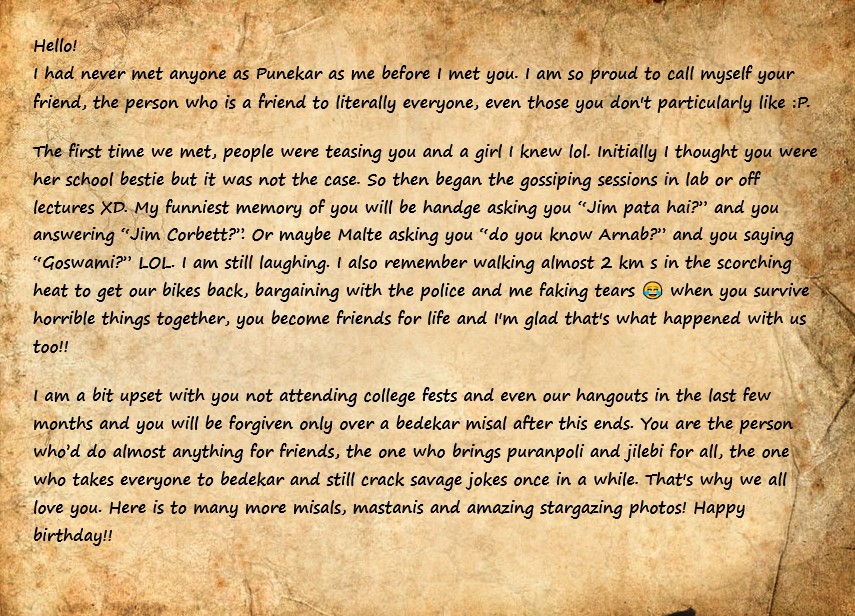 Hello!
I had never met anyone as Punekar as me before I met you. I am so proud to call myself your
friend, the person who is a friend to literally everyone, even those you don't particularly like :P.
The first time we met, people were teasing you and a girl I knew lol. Initially I thought you were
her school bestie but it was not the case. So then began the gossiping sessions in lab or off
lectures XD. My funniest memory of you will be handge asking you “Jim pata hai?” and you
answering “Jim Corbett?”. Or maybe Malte asking you “do you know Arnab?” and you saying
“Goswami?” LOL. I am still laughing. I also remember walking almost 2 km s in the scorching
heat to get our bikes back, bargaining with the police and me faking tears 😂 when you survive
horrible things together, you become friends for life and I'm glad that's what happened with us
too!!
I am a bit upset with you not attending college fests and even our hangouts in the last few
months and you will be forgiven only over a bedekar misal after this ends. You are the person
who’d do almost anything for friends, the one who brings puranpoli and jilebi for all, the one
who takes everyone to bedekar and still crack savage jokes once in a while. That's why we all
love you. Here is to many more misals, mastanis and amazing stargazing photos! Happy
birthday!!